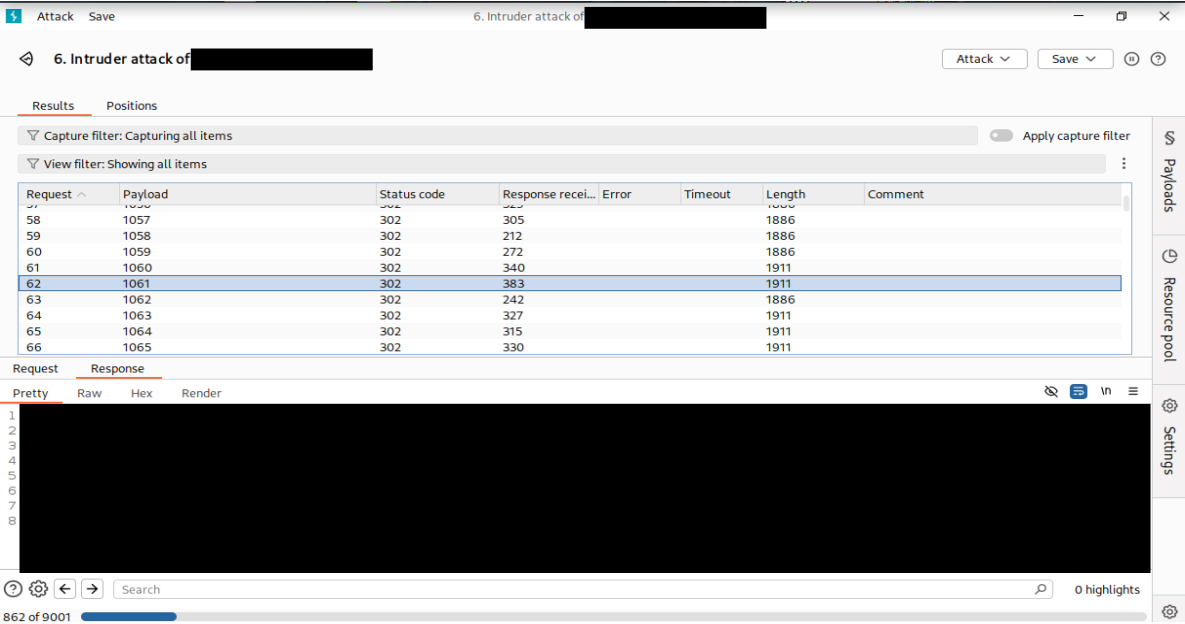 Attack Save 6. Intruder attack of
6. Intruder attack of Attack Save
Results Positions
Capture filter: Capturing all items Apply capture filter
View filter: Showing all items
Request Payload Status code Response recei... Error Timeout Length Comment
58 1057 302 305 1886
59 1058 302 212 1886
60 1059 302 272 1886
61 1060 302 340 1911
62 1061 302 383 1911
63 1062 302 242 1886
64 1063 302 327 1911
65 1064 302 315 1911
66 1065 302 330 1911
Request Response
Pretty Raw Hex Render \n
1
2
3
4
5
6
7
8
Search 0 highlights
862 of 9001
Payloads
Resource pool
Settings